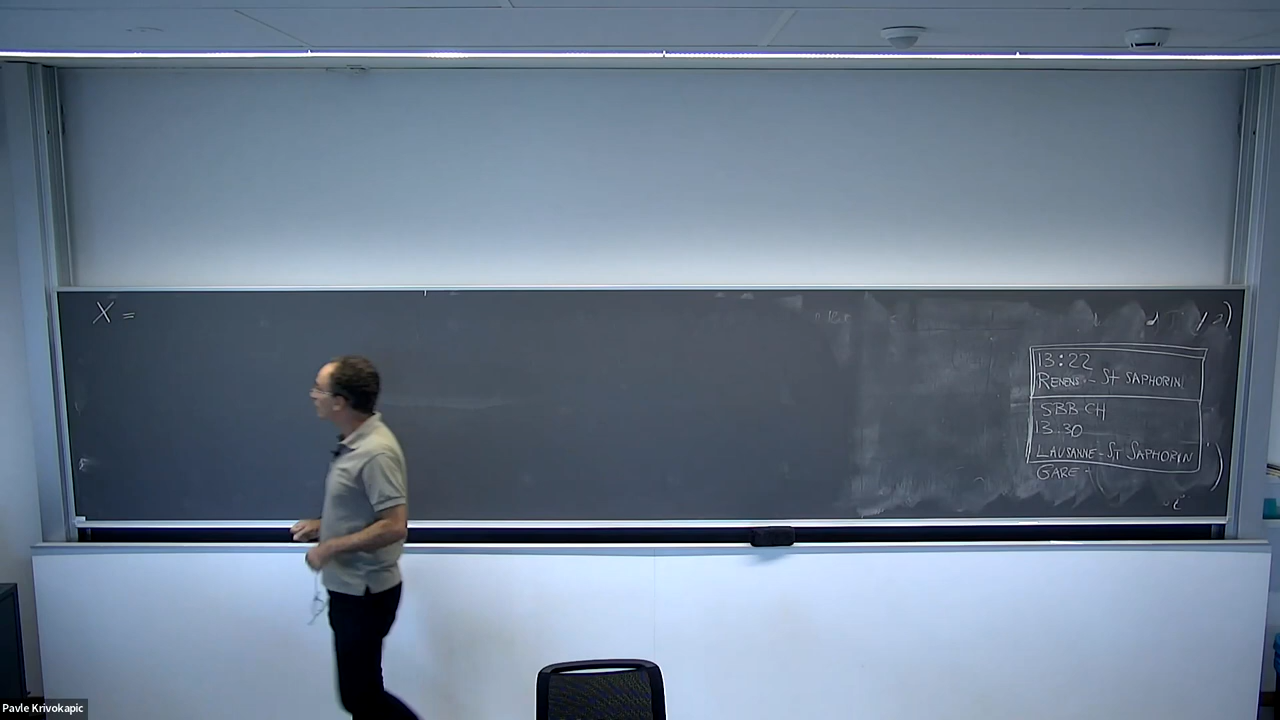 X =
13:22
RENENS - St SAPHORIN
SBB CH
13.30
LAUSANNE - St SAPHORIN
GARE
Pavle Krivokapic